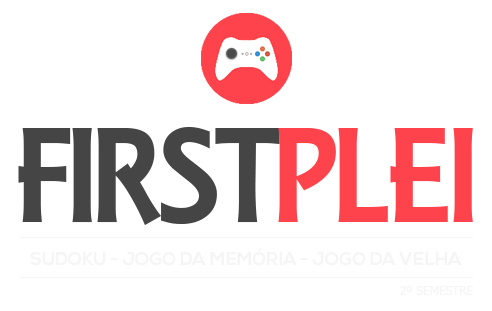 FIRSTPLEI
SUDOKU - JOGO DA MEMÓRIA - JOGO DA VELHA
2º SEMESTRE